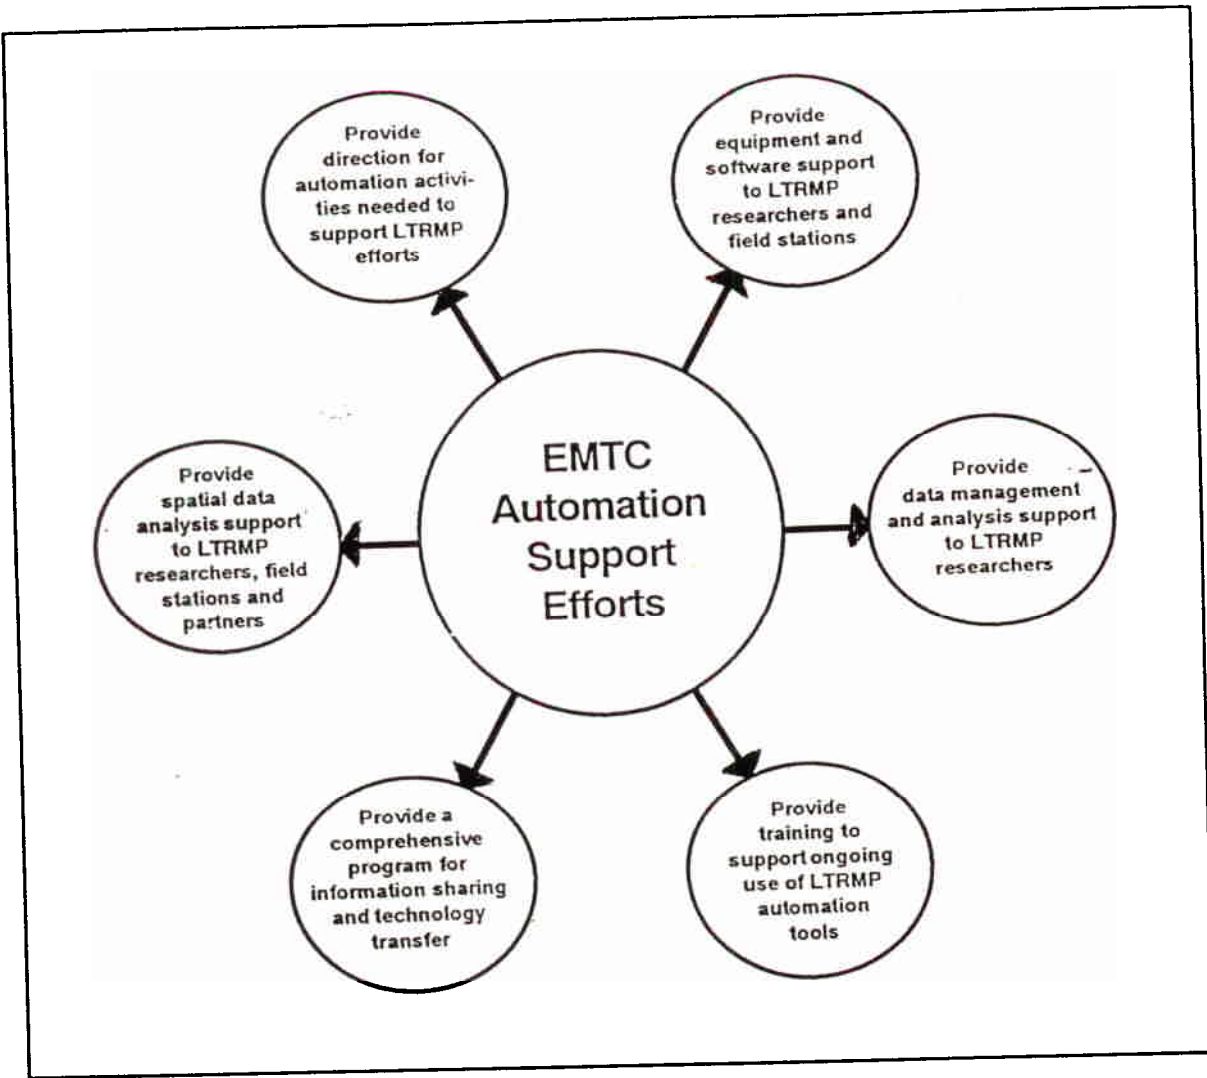 Provide
direction for
automation activi-
ties needed to
support LTRMP
efforts
Provide
equipment and
software support
to LTRMP
researchers and
field stations
EMTC
Automation
Support
Efforts
Provide
spatial data
analysis support
to LTRMP
researchers, field
stations and
partners
Provide
data management
and analysis support
to LTRMP
researchers
Provide a
comprehensive
program for
information sharing
and technology
transfer
Provide
training to
support ongoing
use of LTRMP
automation
tools